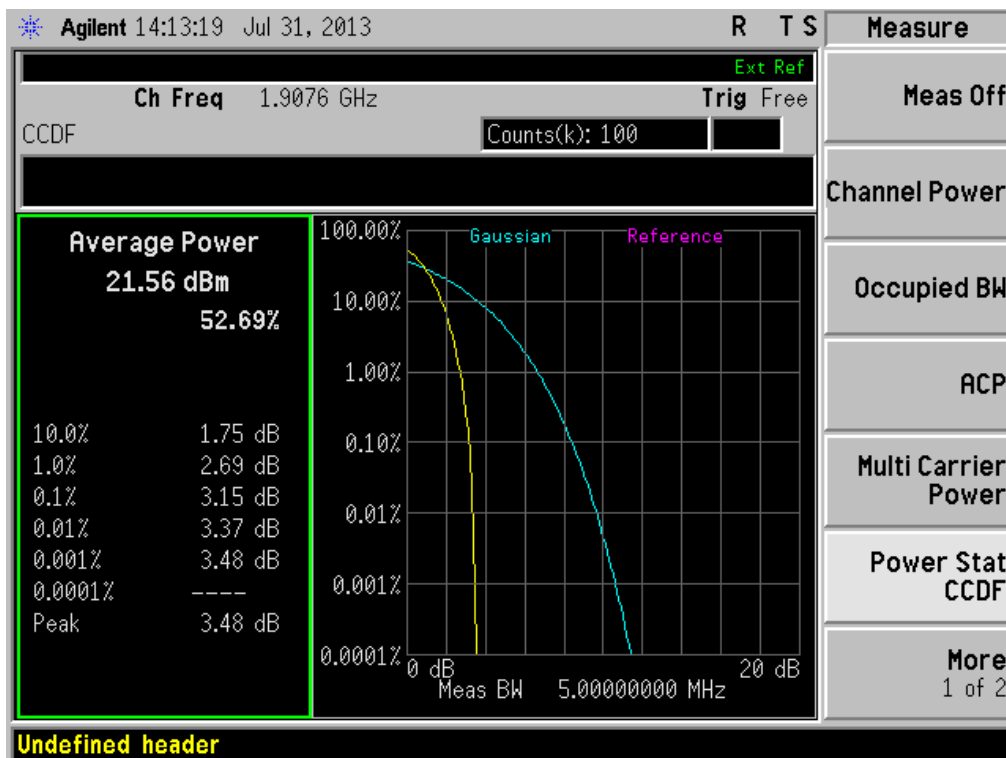 Agilent 14:13:19 Jul 31, 2013 R T S
Measure
Ext Ref
Ch Freq 1.9076 GHz Trig Free
CCDF Counts(k): 100
Average Power
21.56 dBm
52.69%
10.0% 1.75 dB
1.0% 2.69 dB
0.1% 3.15 dB
0.01% 3.37 dB
0.001% 3.48 dB
0.0001% ----
Peak 3.48 dB
Gaussian Reference
100.00%
10.00%
1.00%
0.10%
0.01%
0.001%
0.0001%
0 dB 20 dB
Meas BW 5.00000000 MHz
Meas Off
Channel Power
Occupied BW
ACP
Multi Carrier
Power
Power Stat
CCDF
More
1 of 2
Undefined header